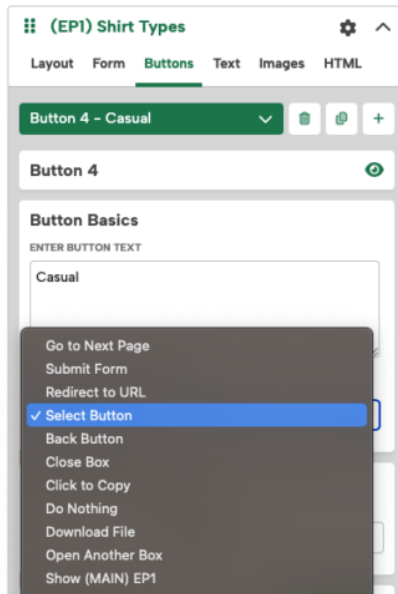 (EP1) Shirt Types
Layout Form Buttons Text Images HTML
Button 4 – Casual
Button 4
Button Basics
ENTER BUTTON TEXT
Casual
Go to Next Page
Submit Form
Redirect to URL
✓ Select Button
Back Button
Close Box
Click to Copy
Do Nothing
Download File
Open Another Box
Show (MAIN) EP1